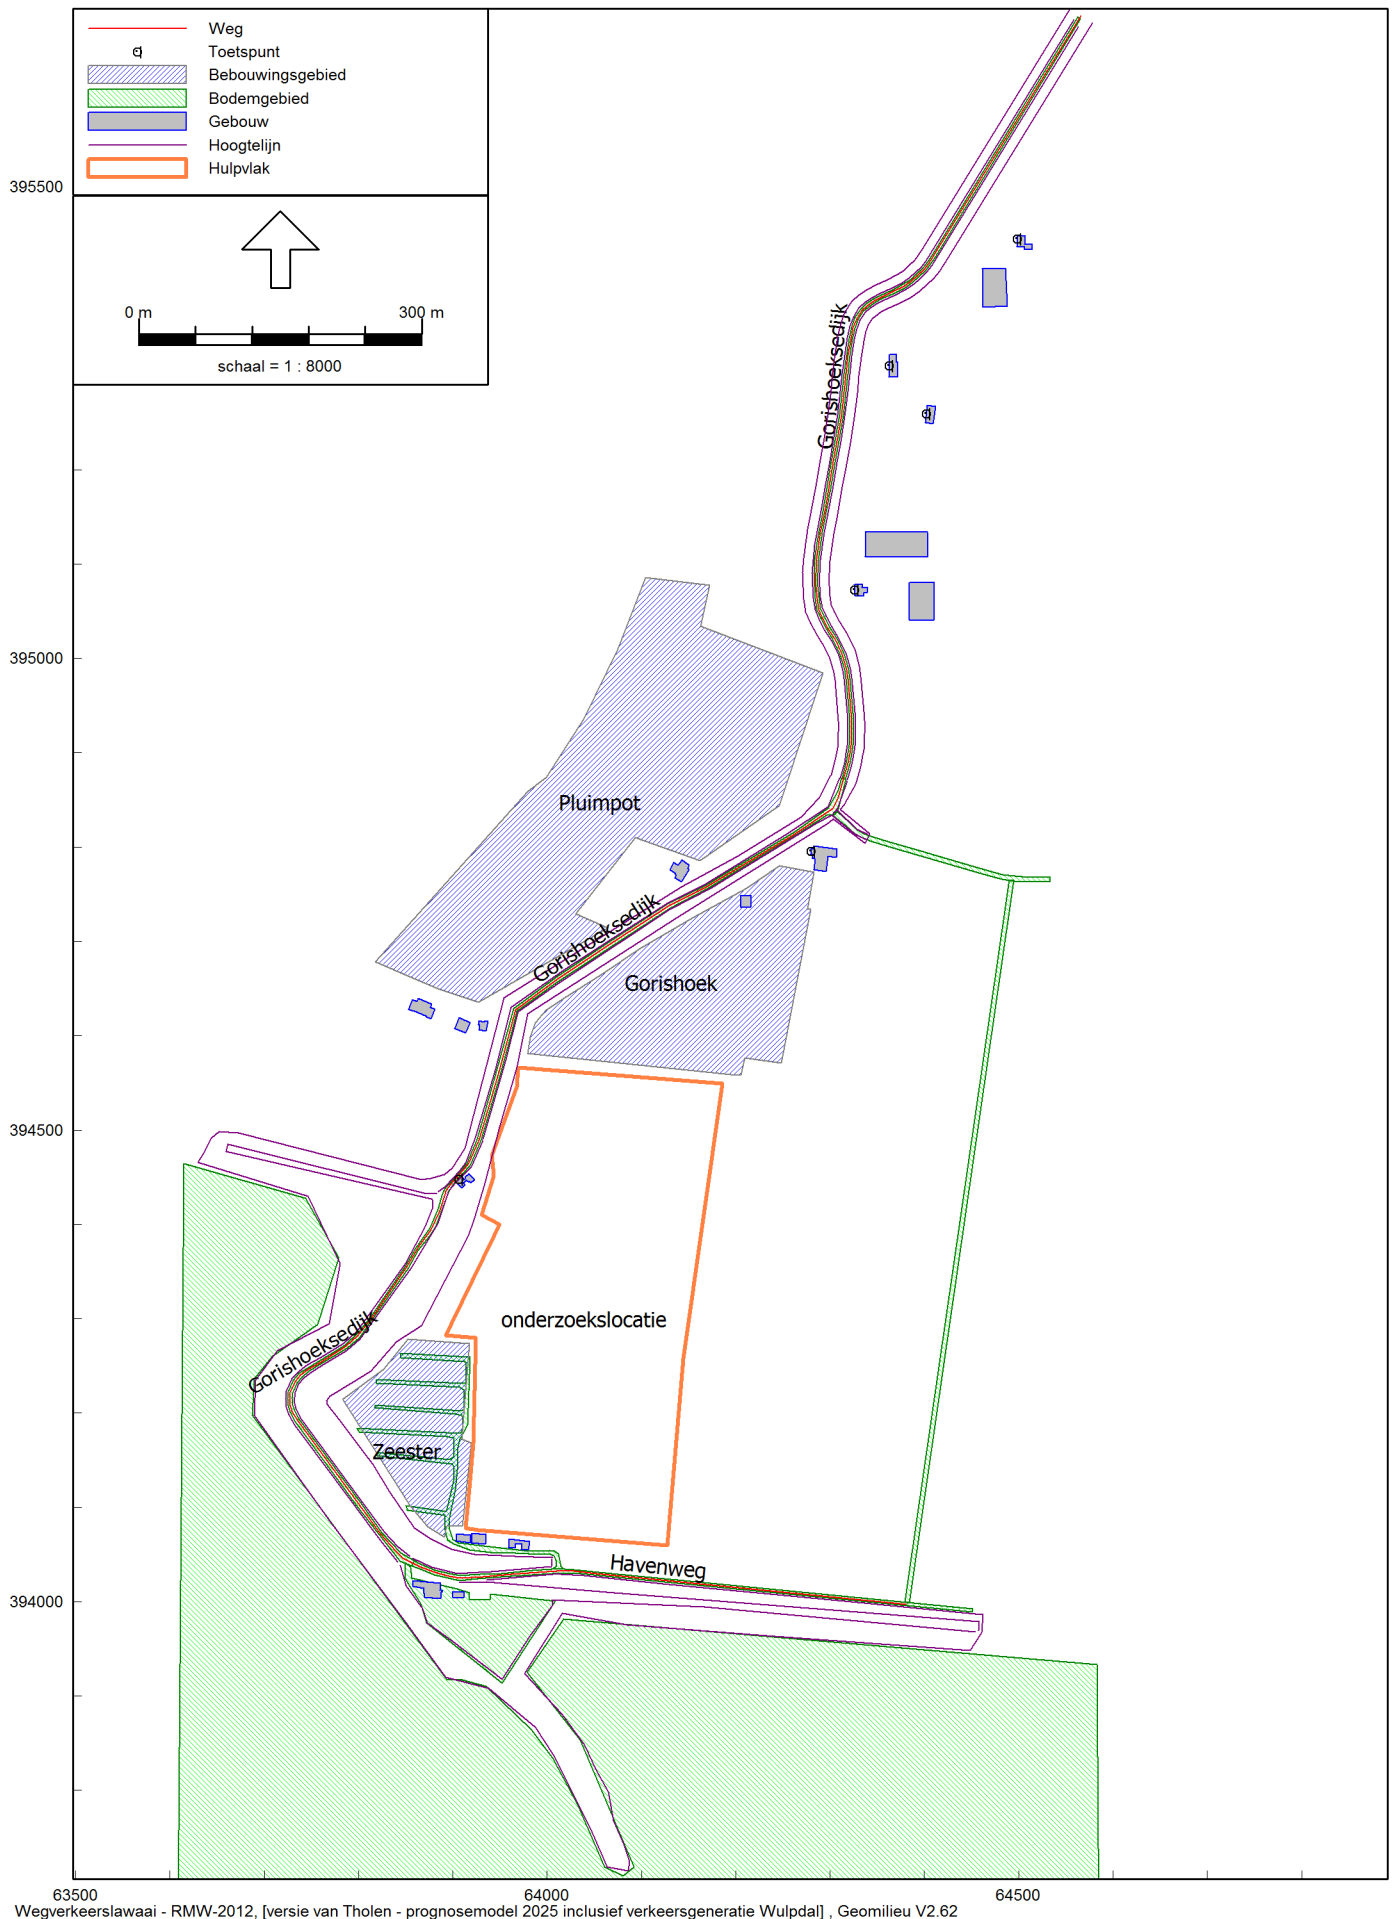 Weg
Toetspunt
Bebouwingsgebied
Bodemgebied
Gebouw
Hoogtelijn
Hulpvlak
395500
0 m 300 m
schaal = 1 : 8000
Gorishoeksedijk
395000
Pluimpot
Gorishoeksedijk
Gorishoek
394500
onderzoekslocatie
Gorishoeksedijk
Zeester
Havenweg
394000
63500 64000 64500
Wegverkeerslawaai - RMW-2012, [versie van Tholen - prognosemodel 2025 inclusief verkeersgeneratie Wulpdal] , Geomilieu V2.62